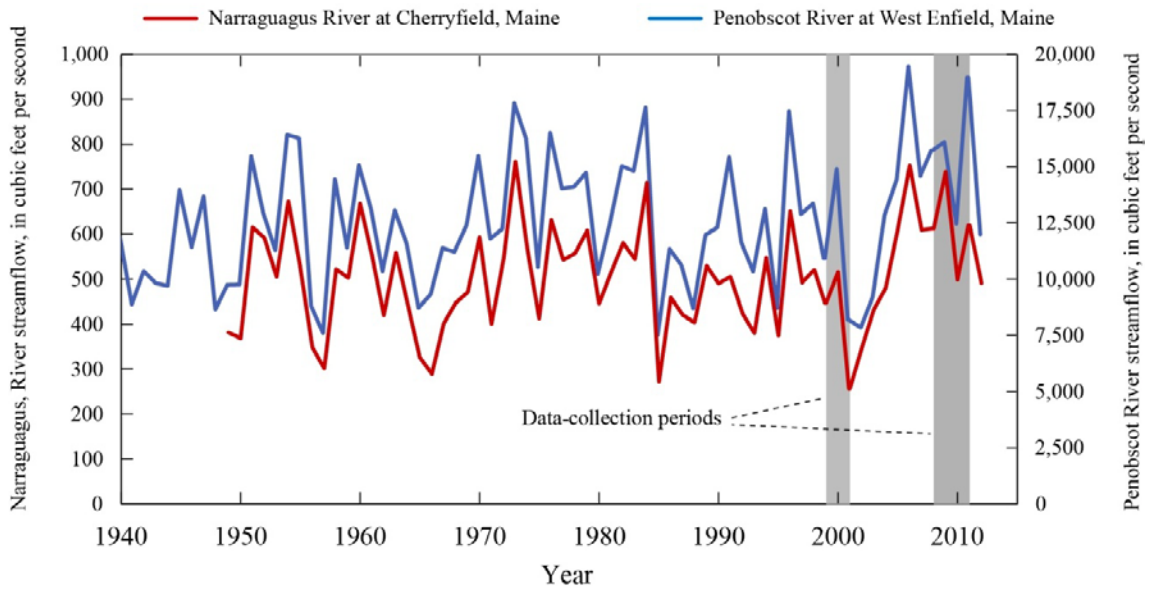 Narraguagus River at Cherryfield, Maine
Penobscot River at West Enfield, Maine
Narraguagus, River streamflow, in cubic feet per second
1,000
900
800
700
600
500
400
300
200
100
0
20,000
17,500
15,000
12,500
10,000
7,500
5,000
2,500
0
Penobscot River streamflow, in cubic feet per second
Data-collection periods
1940 1950 1960 1970 1980 1990 2000 2010
Year